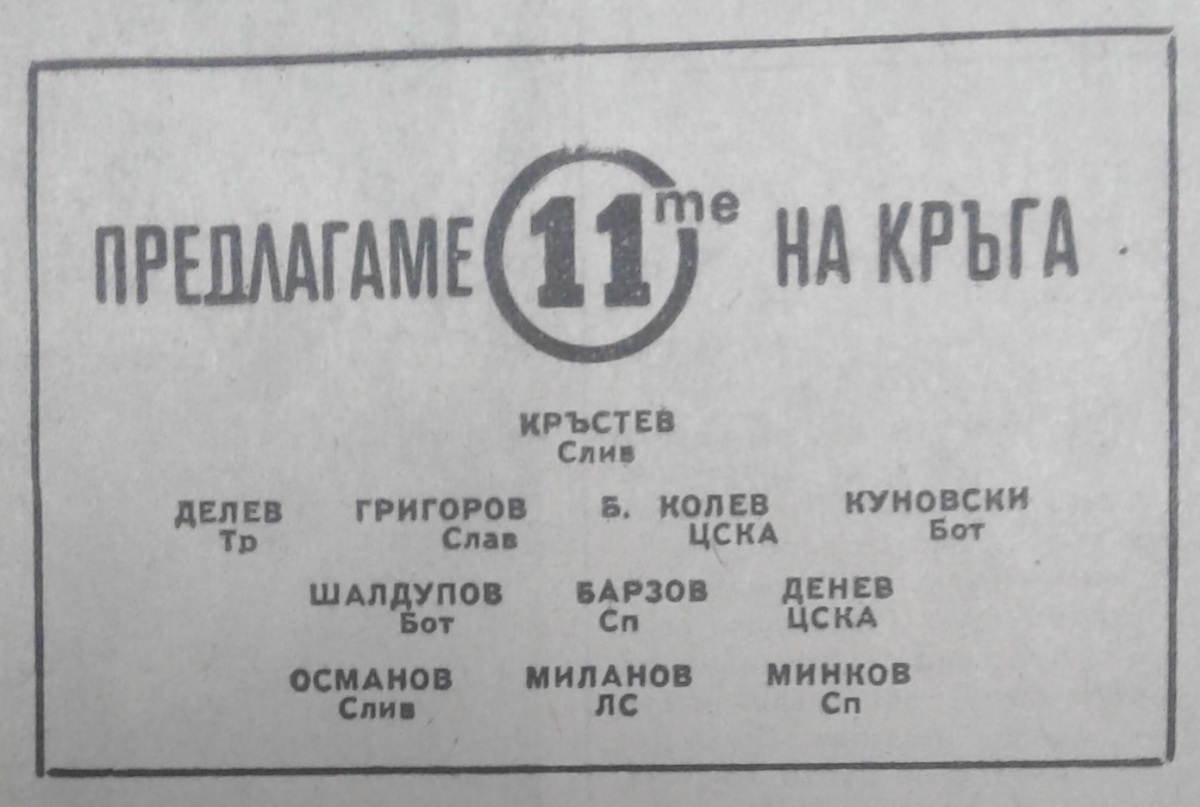 ПРЕДЛАГАМЕ 11те НА КРЪГА
КРЪСТЕВ
Слив
ДЕЛЕВ ГРИГОРОВ Б. КОЛЕВ КУНОВСКИ
Тр Слав ЦСКА Бот
ШАЛДУПОВ БАРЗОВ ДЕНЕВ
Бот Сп ЦСКА
ОСМАНОВ МИЛАНОВ МИНКОВ
Слив ЛС Сп